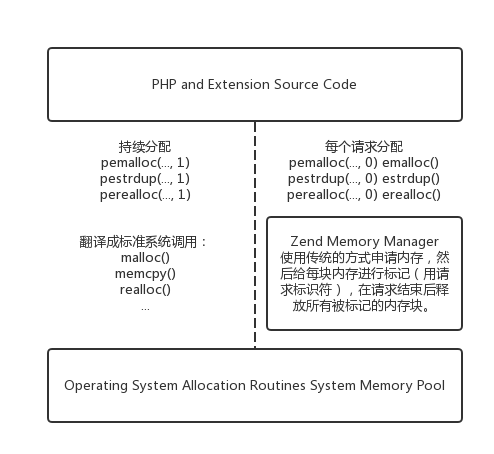 PHP and Extension Source Code
持续分配
pemalloc(..., 1)
pestrdup(..., 1)
perealloc(..., 1)
每个请求分配
pemalloc(..., 0) emalloc()
pestrdup(..., 0) estrdup()
perealloc(..., 0) erealloc()
翻译成标准系统调用：
malloc()
memcpy()
realloc()
...
Zend Memory Manager
使用传统的方式申请内存，然
后给每块内存进行标记（用请
求标识符），在请求结束后释
放所有被标记的内存块。
Operating System Allocation Routines System Memory Pool